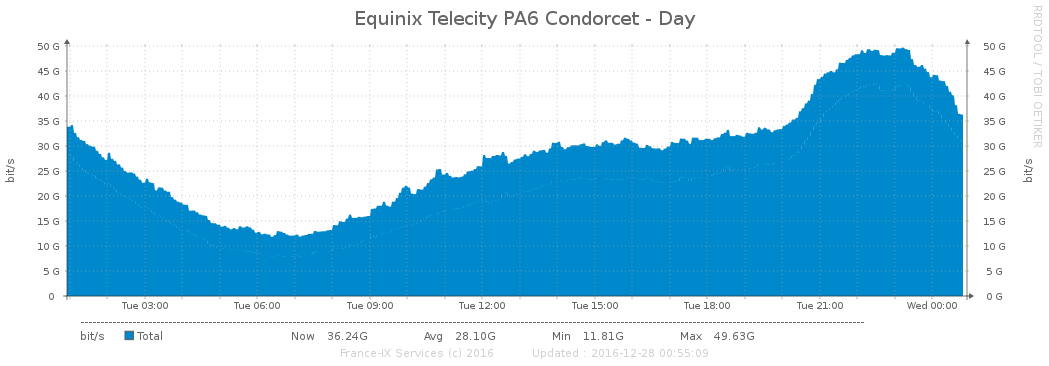 Equinix Telecity PA6 Condorcet - Day
RRDTOOL / TOBI OETIKER
bit/s
50 G 50 G
45 G 45 G
40 G 40 G
35 G 35 G
30 G 30 G
25 G 25 G
20 G 20 G
15 G 15 G
10 G 10 G
5 G 5 G
0 0 G
bit/s
Tue 03:00 Tue 06:00 Tue 09:00 Tue 12:00 Tue 15:00 Tue 18:00 Tue 21:00 Wed 00:00
bit/s Total Now 36.24G Avg 28.10G Min 11.81G Max 49.63G
France-IX Services (c) 2016 Updated : 2016-12-28 00:55:09